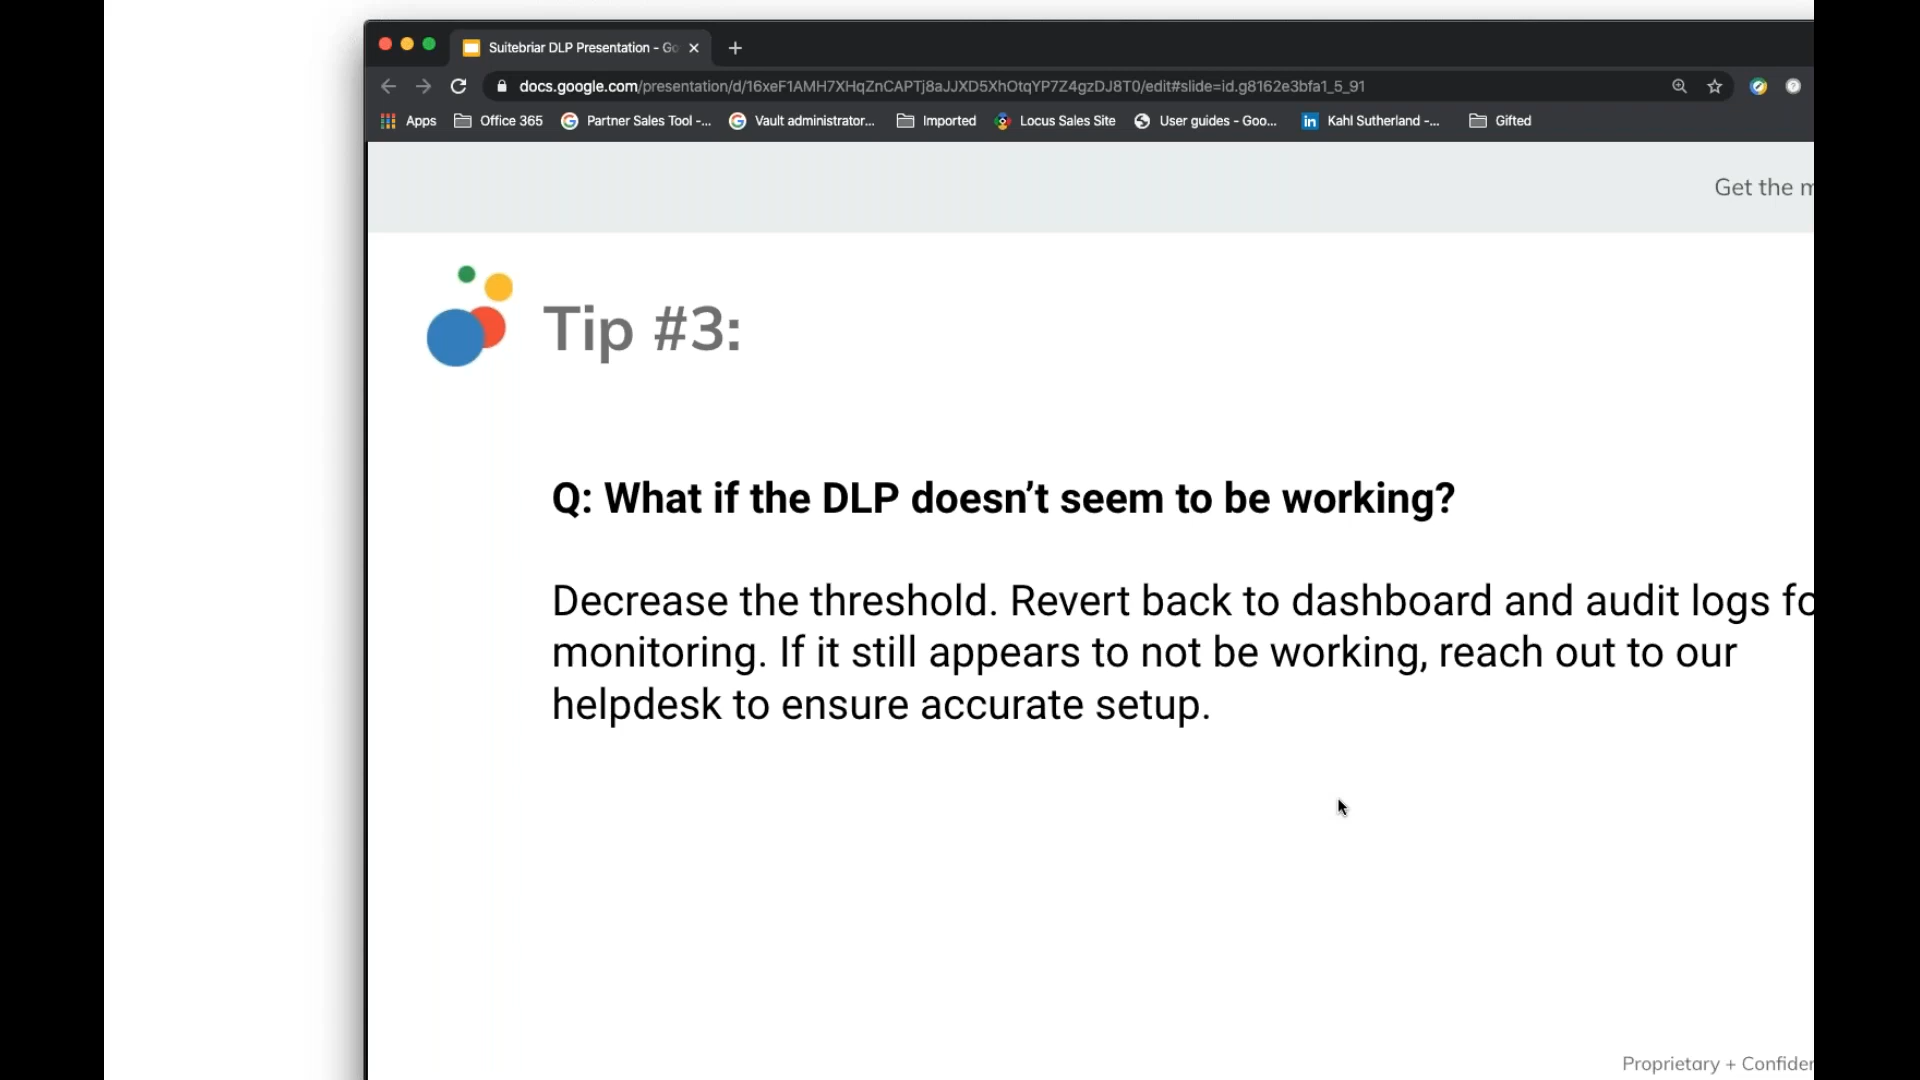 Suitebriar DLP Presentation - Go
docs.google.com/presentation/d/16xeF1AMH7XHqZnCAPTj8aJJXD5XhOtqYP7Z4gzDJ8T0/edit#slide=id.g8162e3bfa1_5_91
Apps Office 365 Partner Sales Tool -... Vault administrator... Imported Locus Sales Site User guides - Goo... Kahl Sutherland -... Gifted
Get the m
Tip #3:
Q: What if the DLP doesn't seem to be working?
Decrease the threshold. Revert back to dashboard and audit logs fo
monitoring. If it still appears to not be working, reach out to our
helpdesk to ensure accurate setup.
Proprietary + Confiden